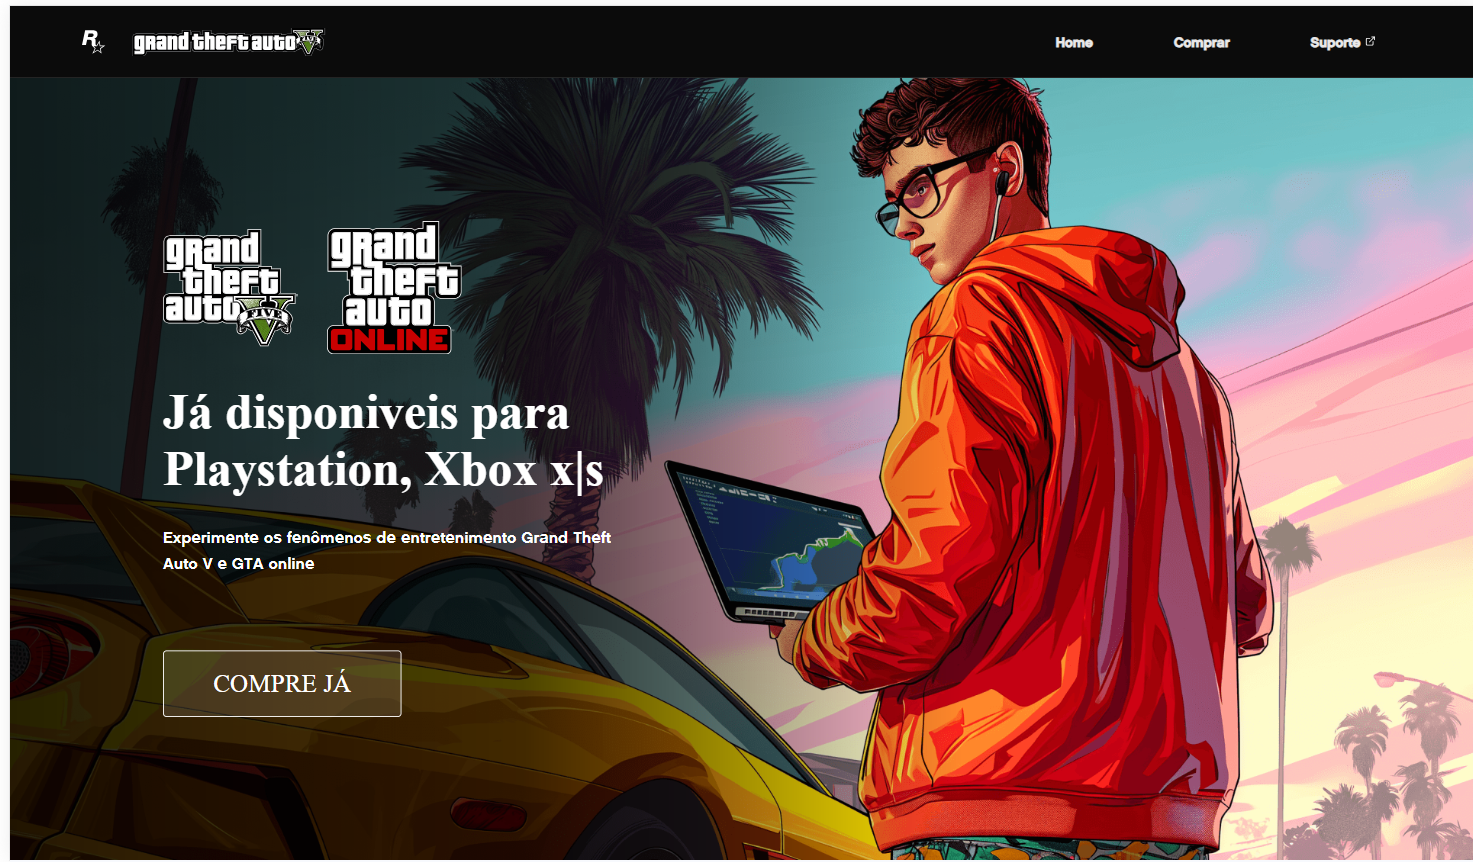 R
grand theft auto V
FIVE
Home
Comprar
Suporte
grand
theft
auto
FIVE
V
grand
theft
auto
ONLINE
Já disponiveis para
Playstation, Xbox x|s
Experimente os fenômenos de entretenimento Grand Theft
Auto V e GTA online
COMPRE JÁ